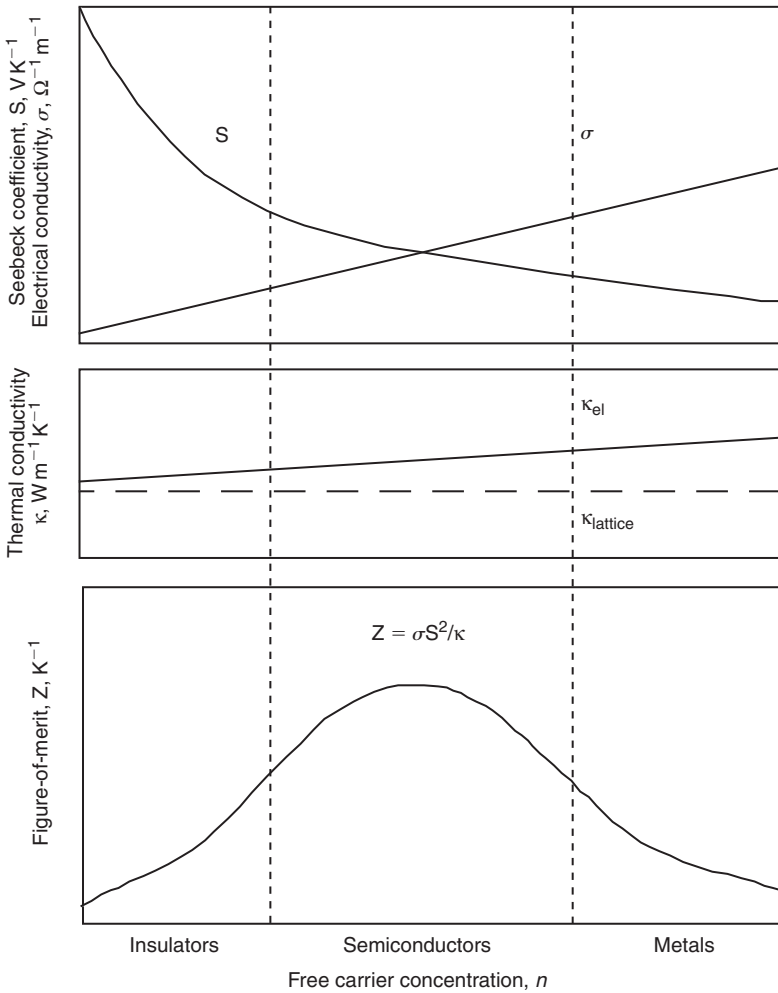 Seebeck coefficient, S, V K⁻¹
Electrical conductivity, σ, Ω⁻¹ m⁻¹
S
σ
Thermal conductivity
κ, W m⁻¹ K⁻¹
κel
κlattice
Figure-of-merit, Z, K⁻¹
Z = σS²/κ
Insulators Semiconductors Metals
Free carrier concentration, n